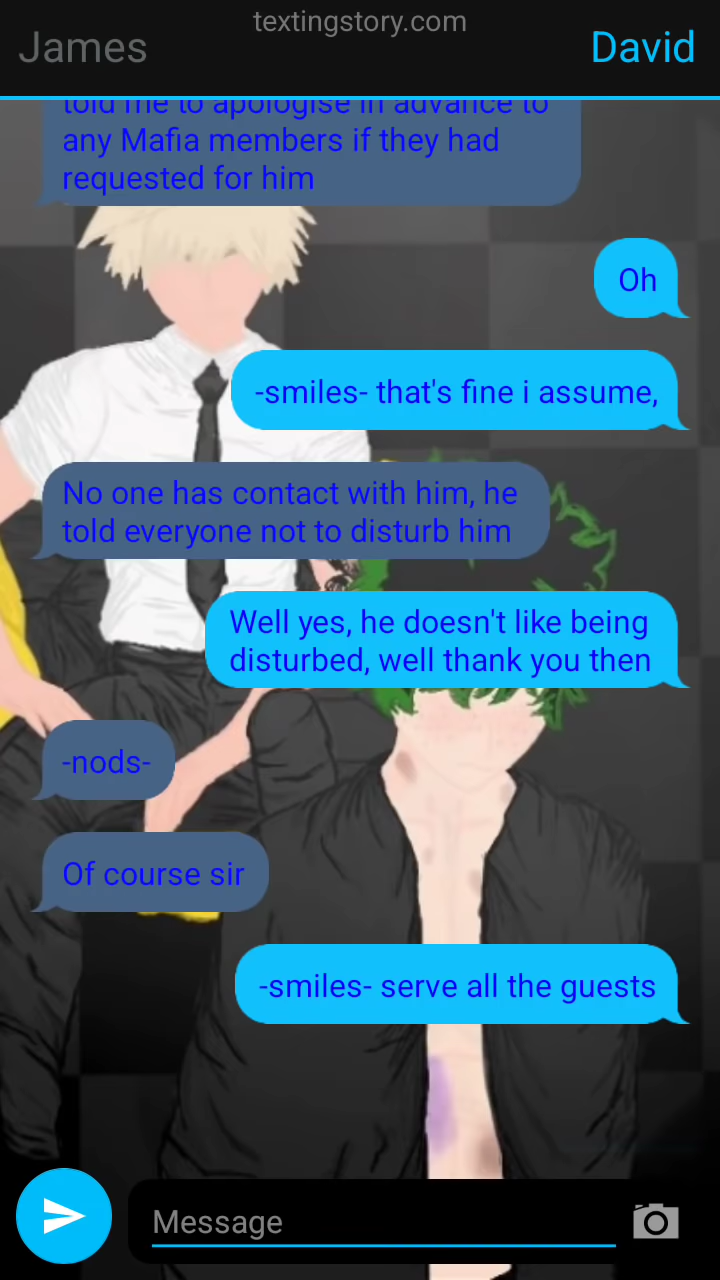 textingstory.com
James
David
told me to apologise in advance to
any Mafia members if they had
requested for him
Oh
-smiles- that's fine i assume,
No one has contact with him, he
told everyone not to disturb him
Well yes, he doesn't like being
disturbed, well thank you then
-nods-
Of course sir
-smiles- serve all the guests
Message